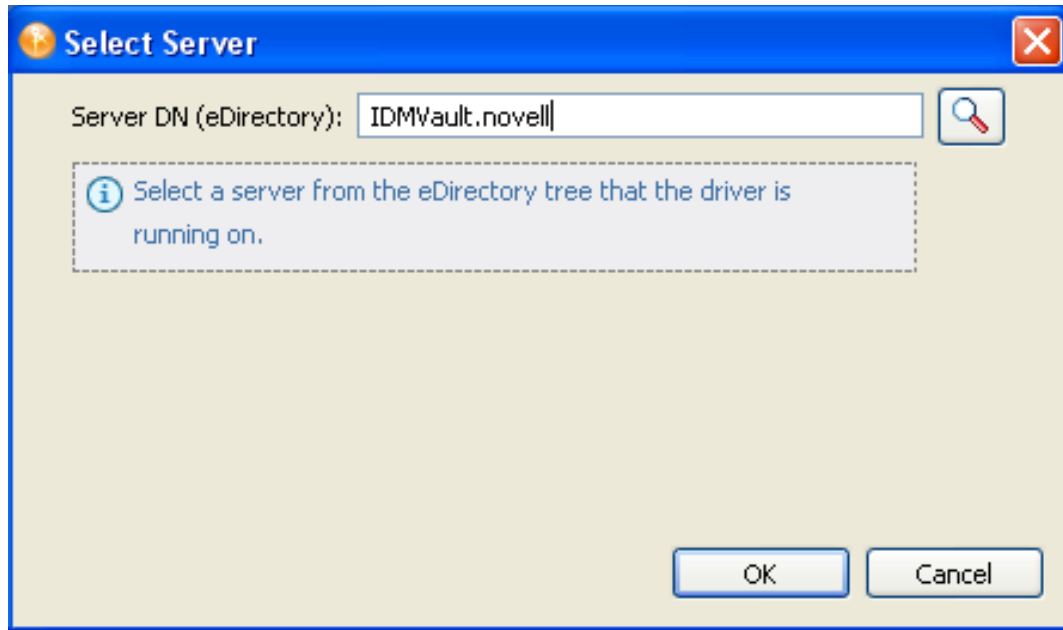 Select Server
Server DN (eDirectory): IDMVault.novell
Select a server from the eDirectory tree that the driver is
running on.
OK Cancel